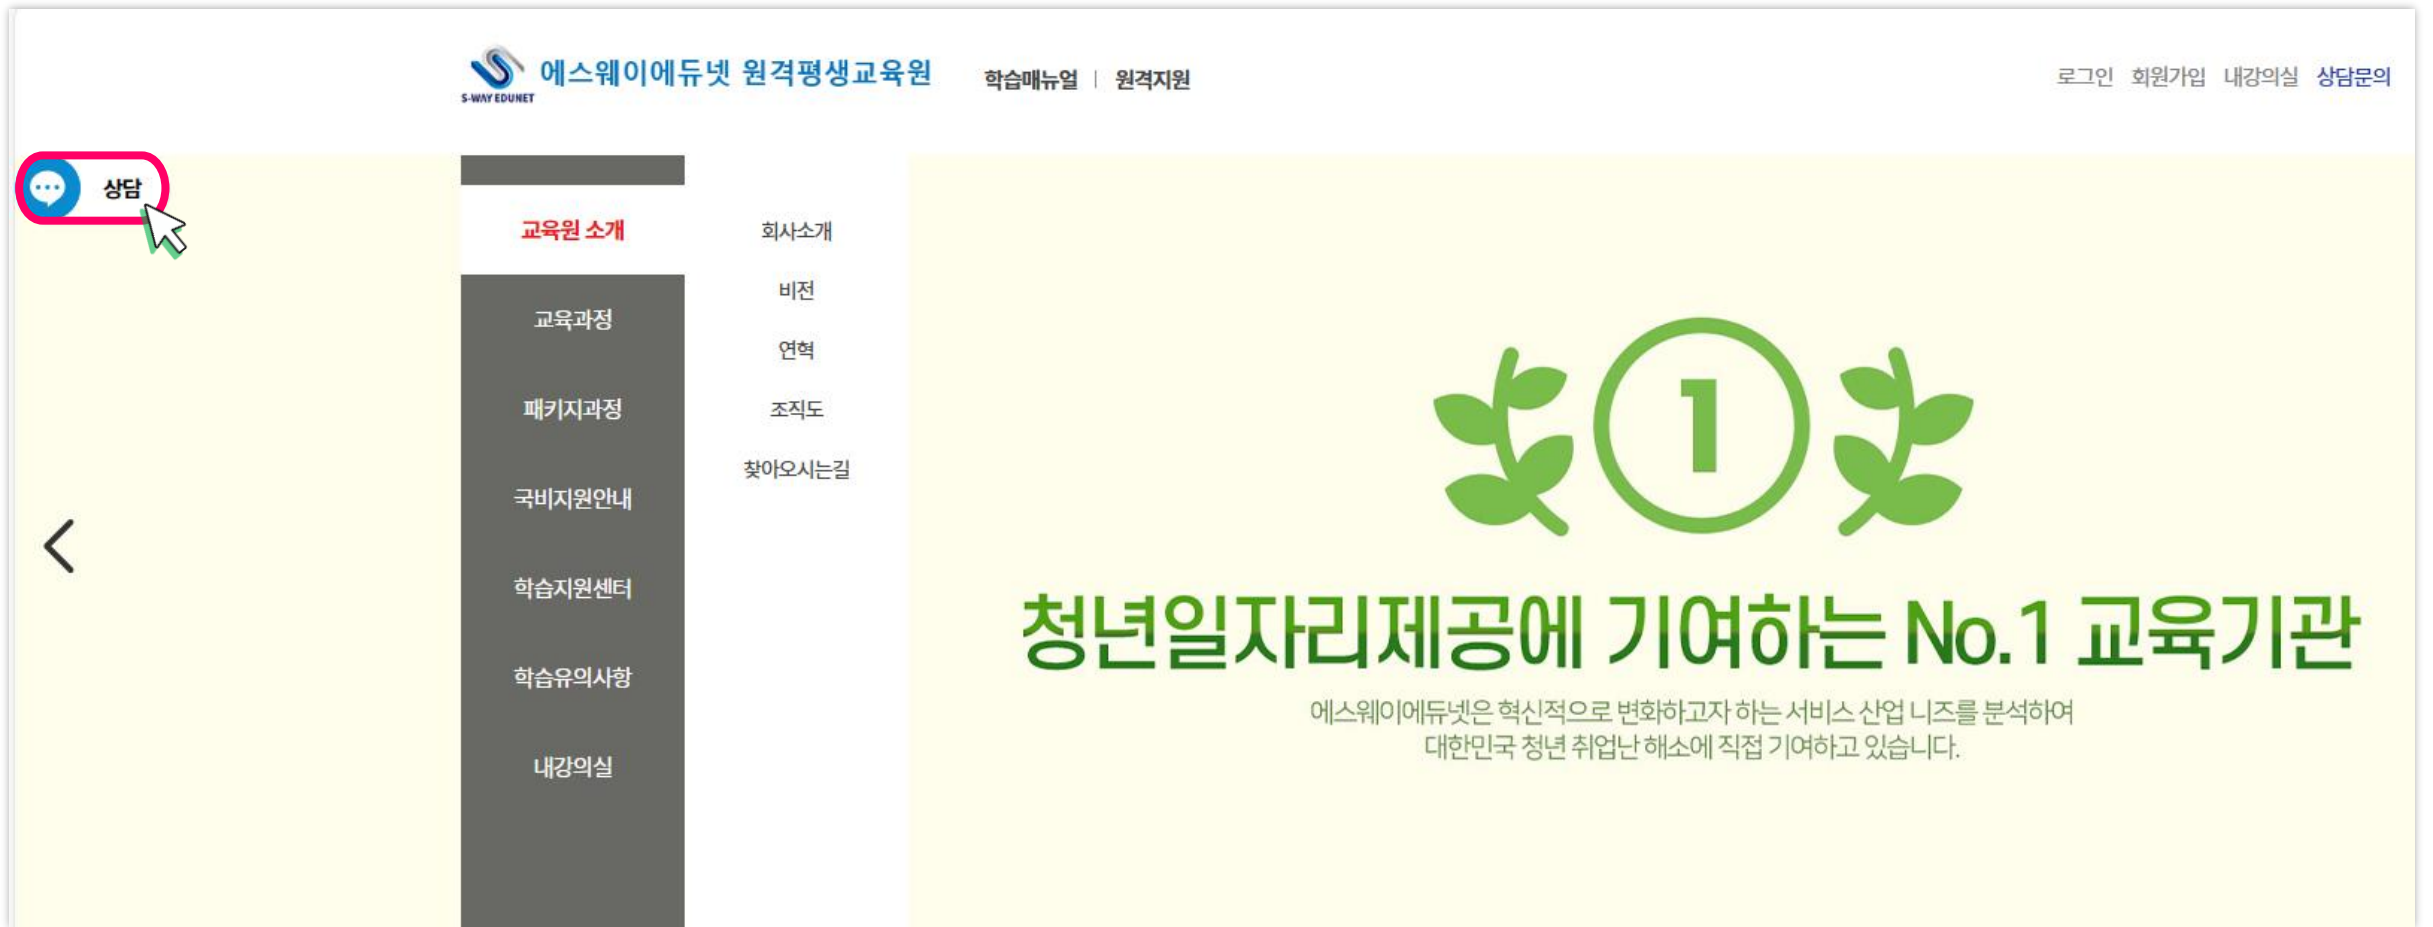 에스웨이에듀넷 원격평생교육원
S-WAY EDUNET
학습매뉴얼 | 원격지원
로그인 회원가입 내강의실 상담문의
상담
교육원 소개
교육과정
패키지과정
국비지원안내
학습지원센터
학습유의사항
내강의실
회사소개
비전
연혁
조직도
찾아오시는길
1
청년일자리제공에 기여하는 No.1 교육기관
에스웨이에듀넷은 혁신적으로 변화하고자 하는 서비스 산업 니즈를 분석하여
대한민국 청년 취업난 해소에 직접 기여하고 있습니다.